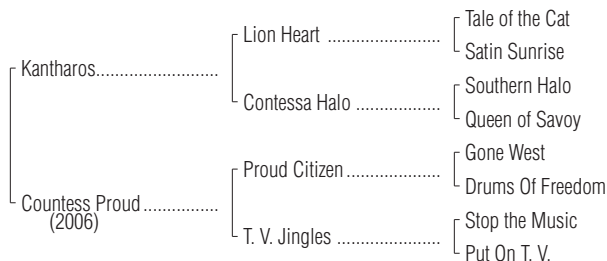 Tale of the Cat
Lion Heart
Satin Sunrise
Kantharos
Southern Halo
Contessa Halo
Queen of Savoy
Gone West
Proud Citizen
Drums Of Freedom
Countess Proud
(2006)
Stop the Music
T. V. Jingles
Put On T. V.